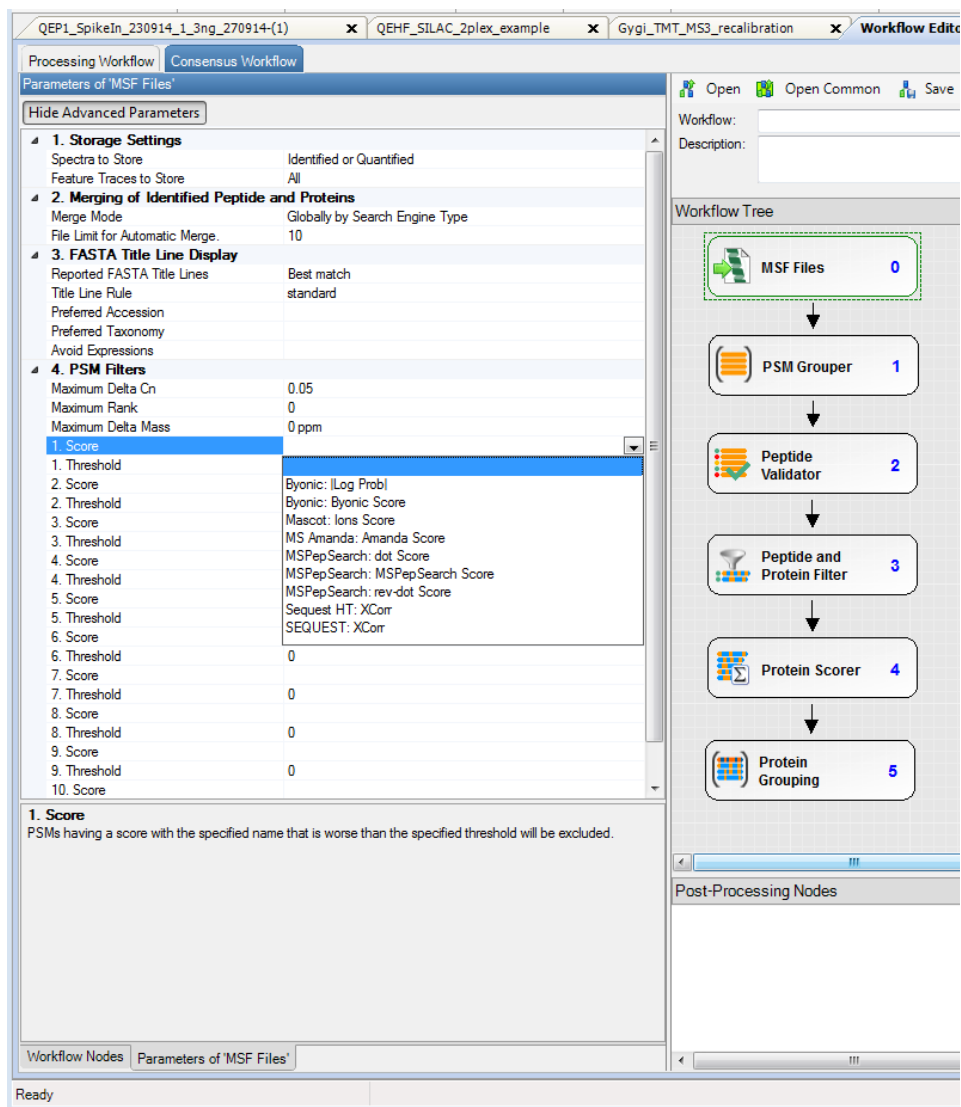 QEP1_SpikeIn_230914_1_3ng_270914-(1) x QEHF_SILAC_2plex_example x Gygi_TMT_MS3_recalibration x Workflow Edito
Processing Workflow Consensus Workflow
Parameters of 'MSF Files'
Hide Advanced Parameters
1. Storage Settings
Spectra to Store Identified or Quantified
Feature Traces to Store All
2. Merging of Identified Peptide and Proteins
Merge Mode Globally by Search Engine Type
File Limit for Automatic Merge. 10
3. FASTA Title Line Display
Reported FASTA Title Lines Best match
Title Line Rule standard
Preferred Accession
Preferred Taxonomy
Avoid Expressions
4. PSM Filters
Maximum Delta Cn 0.05
Maximum Rank 0
Maximum Delta Mass 0 ppm
1. Score
1. Threshold
2. Score
2. Threshold
3. Score
3. Threshold
4. Score
4. Threshold
5. Score
5. Threshold
6. Score
6. Threshold 0
7. Score
7. Threshold 0
8. Score
8. Threshold 0
9. Score
9. Threshold 0
10. Score
Byonic: |Log Prob|
Byonic: Byonic Score
Mascot: Ions Score
MS Amanda: Amanda Score
MSPepSearch: dot Score
MSPepSearch: MSPepSearch Score
MSPepSearch: rev-dot Score
Sequest HT: XCorr
SEQUEST: XCorr
1. Score
PSMs having a score with the specified name that is worse than the specified threshold will be excluded.
Workflow Nodes Parameters of 'MSF Files'
Ready
Open Open Common Save
Workflow:
Description:
Workflow Tree
MSF Files 0
PSM Grouper 1
Peptide
Validator 2
Peptide and
Protein Filter 3
Protein Scorer 4
Protein
Grouping 5
Post-Processing Nodes